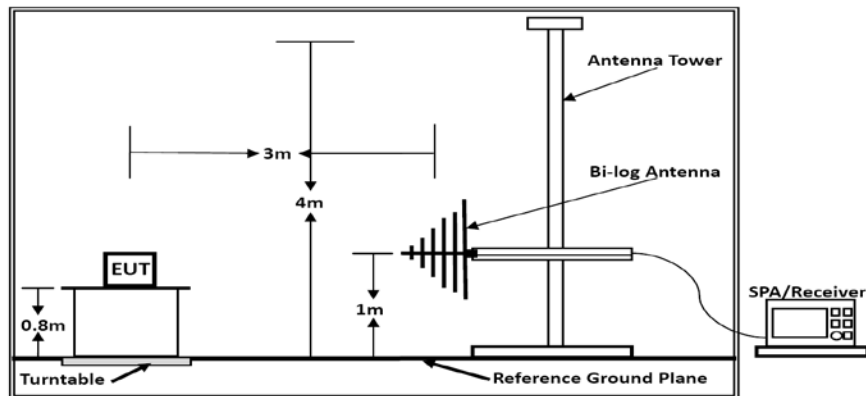 Antenna Tower
3m
Bi-log Antenna
4m
EUT
SPA/Receiver
0.8m
1m
Turntable
Reference Ground Plane